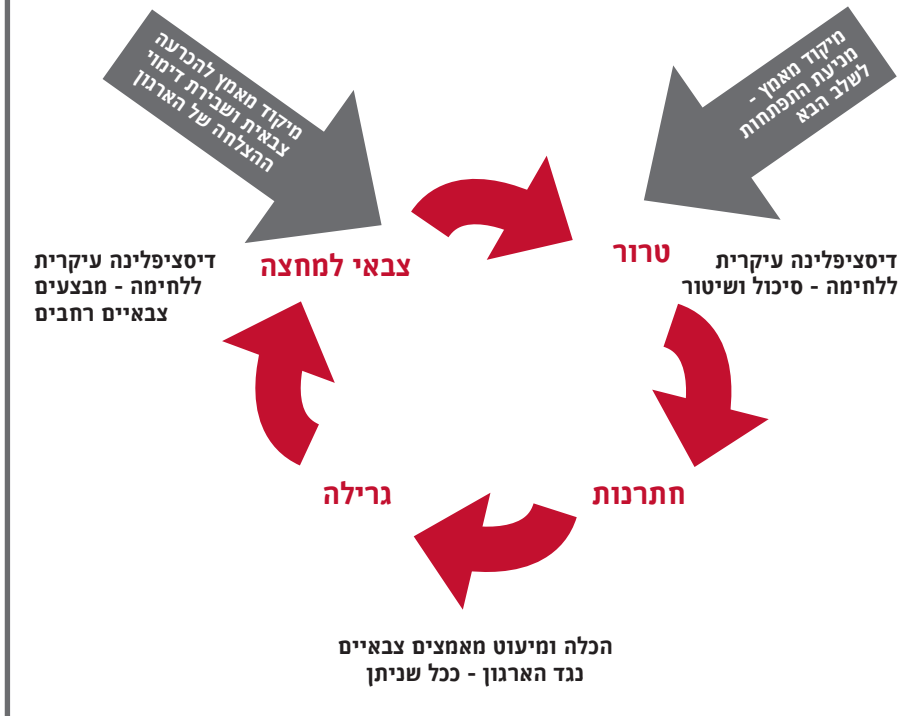 מיקוד מאמץ -
מניעת התפתחות
לשלב הבא
מיקוד מאמץ להכרעה
צבאית ושבירת דימוי
ההצלחה של הארגון
טרור
דיסציפלינה עיקרית
ללחימה - סיכול ושיטור
צבאי למחצה
דיסציפלינה עיקרית
ללחימה - מבצעים
צבאיים רחבים
חתרנות
גרילה
הכלה ומיעוט מאמצים צבאיים
נגד הארגון - ככל שניתן